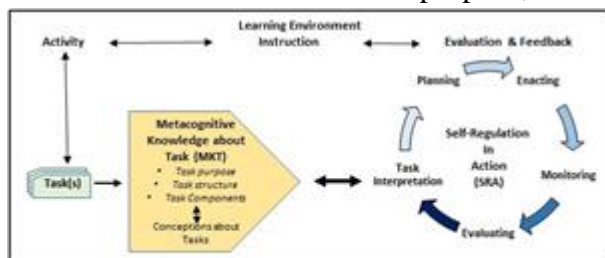 Learning Environment
Activity
Instruction
Evaluation & Feedback
Planning
Enacting
Metacognitive
Knowledge about
Task (MKT)
• Task purpose
• Task structure
• Task Components
Conceptions about
Tasks
Task(s)
Self-Regulation
In
Action
(SRA)
Task
Interpretation
Monitoring
Evaluating